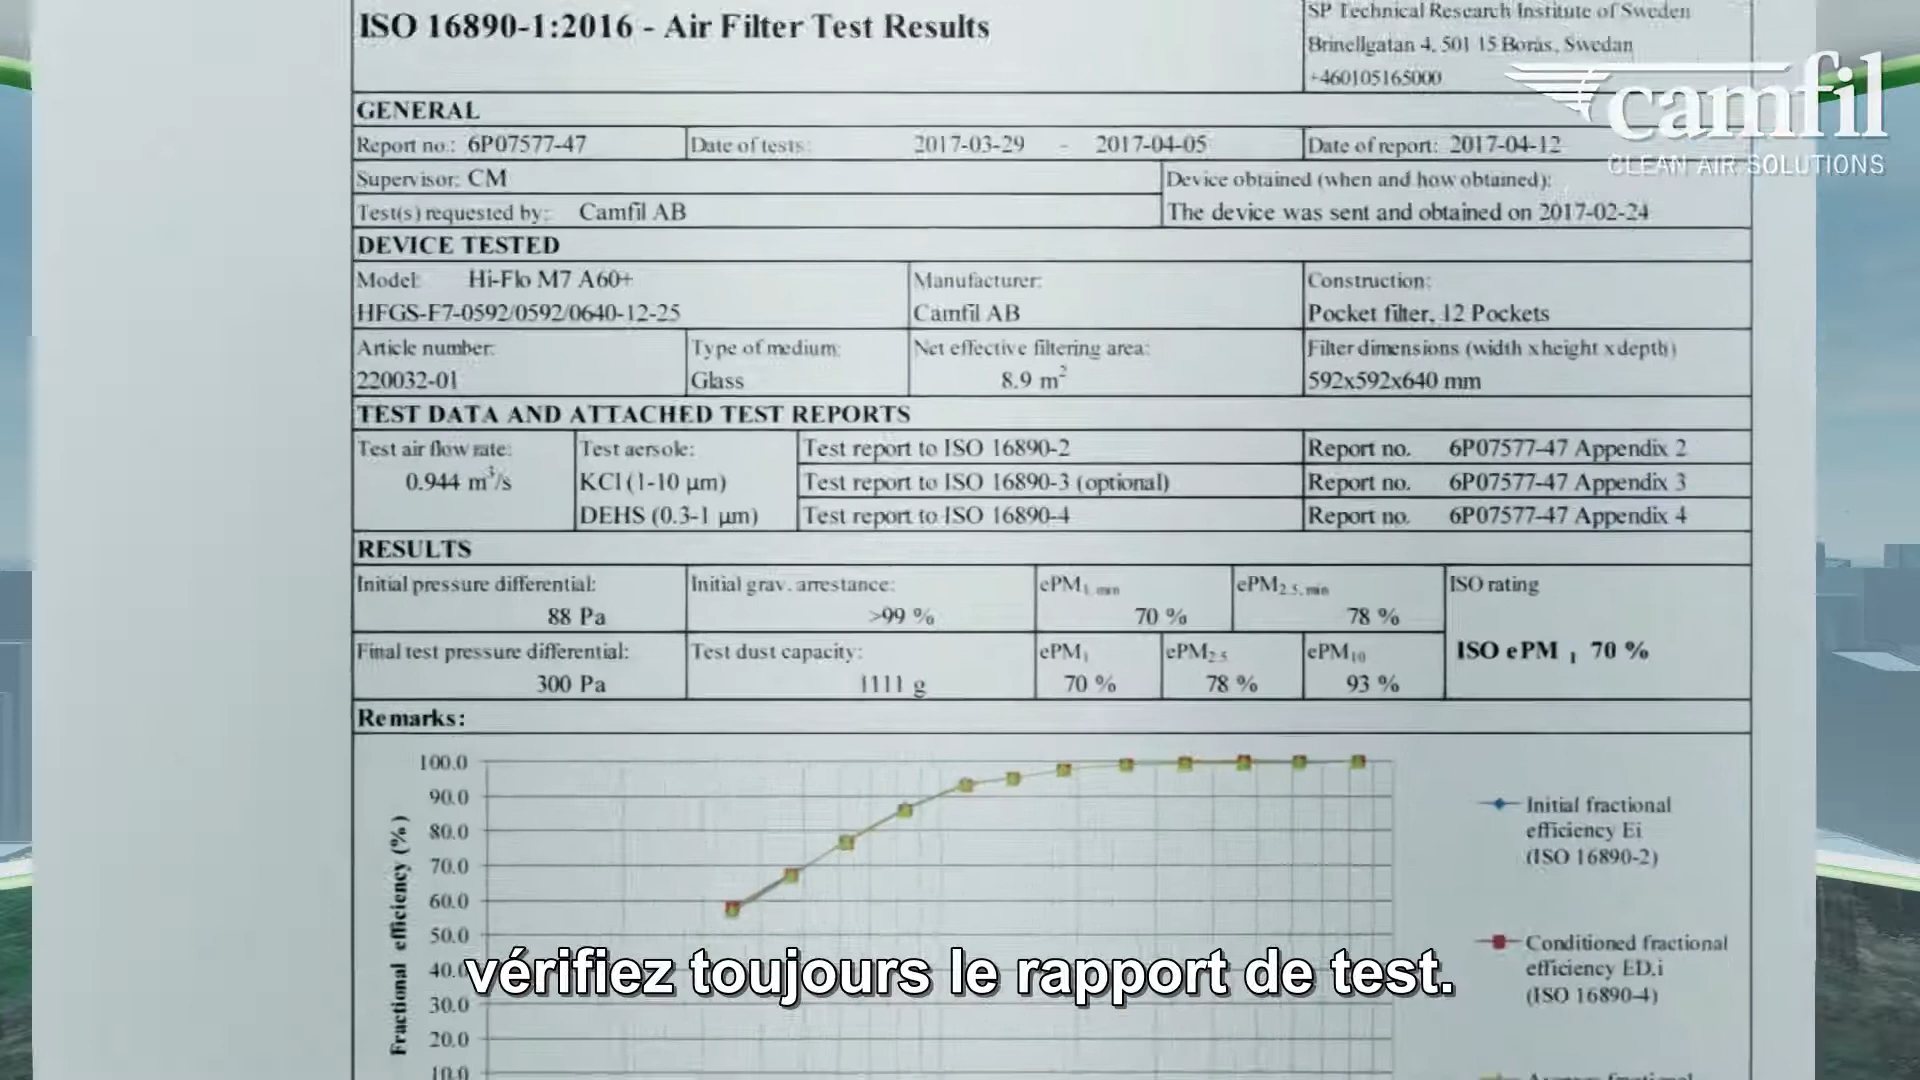 ISO 16890-1:2016 - Air Filter Test Results
SP Technical Research Institute of Sweden
Brinellgatan 4, 501 15 Borås, Swedan
+460105165000
camfil
CLEAN AIR SOLUTIONS
GENERAL
Report no.: 6P07577-47
Date of tests: 2017-03-29 - 2017-04-05
Date of report: 2017-04-12
Supervisor: CM
Device obtained (when and how obtained):
Test(s) requested by: Camfil AB
The device was sent and obtained on 2017-02-24
DEVICE TESTED
Model: Hi-Flo M7 A60+
HFGS-F7-0592/0592/0640-12-25
Manufacturer:
Camfil AB
Construction:
Pocket filter, 12 Pockets
Article number:
220032-01
Type of medium:
Glass
Net effective filtering area:
8.9 m²
Filter dimensions (width x height x depth)
592x592x640 mm
TEST DATA AND ATTACHED TEST REPORTS
Test air flow rate:
0.944 m³/s
Test aersole:
KCl (1-10 µm)
DEHS (0.3-1 µm)
Test report to ISO 16890-2
Report no. 6P07577-47 Appendix 2
Test report to ISO 16890-3 (optional)
Report no. 6P07577-47 Appendix 3
Test report to ISO 16890-4
Report no. 6P07577-47 Appendix 4
RESULTS
Initial pressure differential:
88 Pa
Initial grav. arrestance:
>99 %
ePM1, min
70 %
ePM2.5, min
78 %
ISO rating
ISO ePM 1 70 %
Final test pressure differential:
300 Pa
Test dust capacity:
1111 g
ePM1
70 %
ePM2.5
78 %
ePM10
93 %
Remarks:
Fractional efficiency (%)
100.0
90.0
80.0
70.0
60.0
50.0
40.0
30.0
20.0
10.0
Initial fractional
efficiency Ei
(ISO 16890-2)
Conditioned fractional
efficiency ED,i
(ISO 16890-4)
vérifiez toujours le rapport de test.